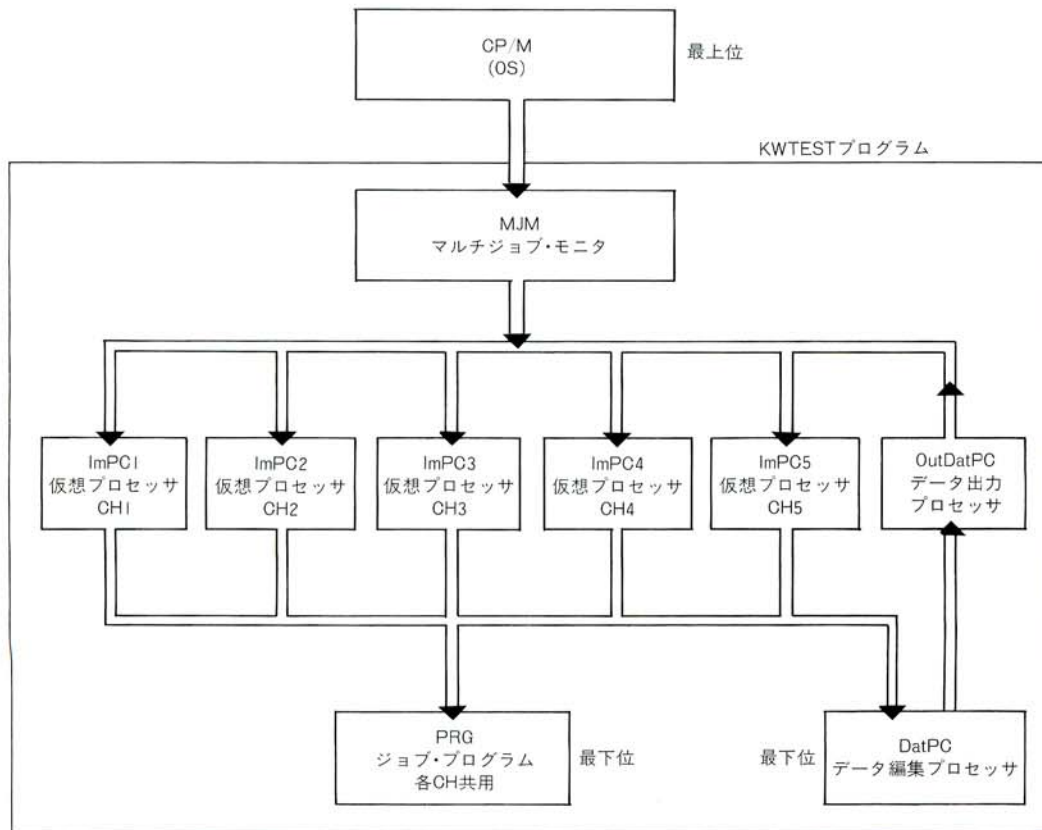 CP/M
(OS)
最上位
KWTESTプログラム
MJM
マルチジョブ・モニタ
ImPC1
仮想プロセッサ
CH1
ImPC2
仮想プロセッサ
CH2
ImPC3
仮想プロセッサ
CH3
ImPC4
仮想プロセッサ
CH4
ImPC5
仮想プロセッサ
CH5
OutDatPC
データ出力
プロセッサ
PRG
ジョブ・プログラム
各CH共用
最下位
最下位
DatPC
データ編集プロセッサ